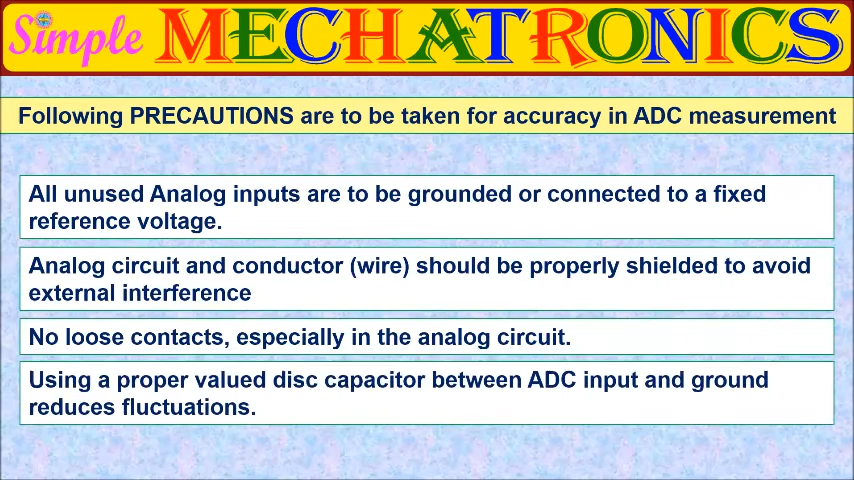 Simple MECHATRONICS
Following PRECAUTIONS are to be taken for accuracy in ADC measurement
All unused Analog inputs are to be grounded or connected to a fixed
reference voltage.
Analog circuit and conductor (wire) should be properly shielded to avoid
external interference
No loose contacts, especially in the analog circuit.
Using a proper valued disc capacitor between ADC input and ground
reduces fluctuations.